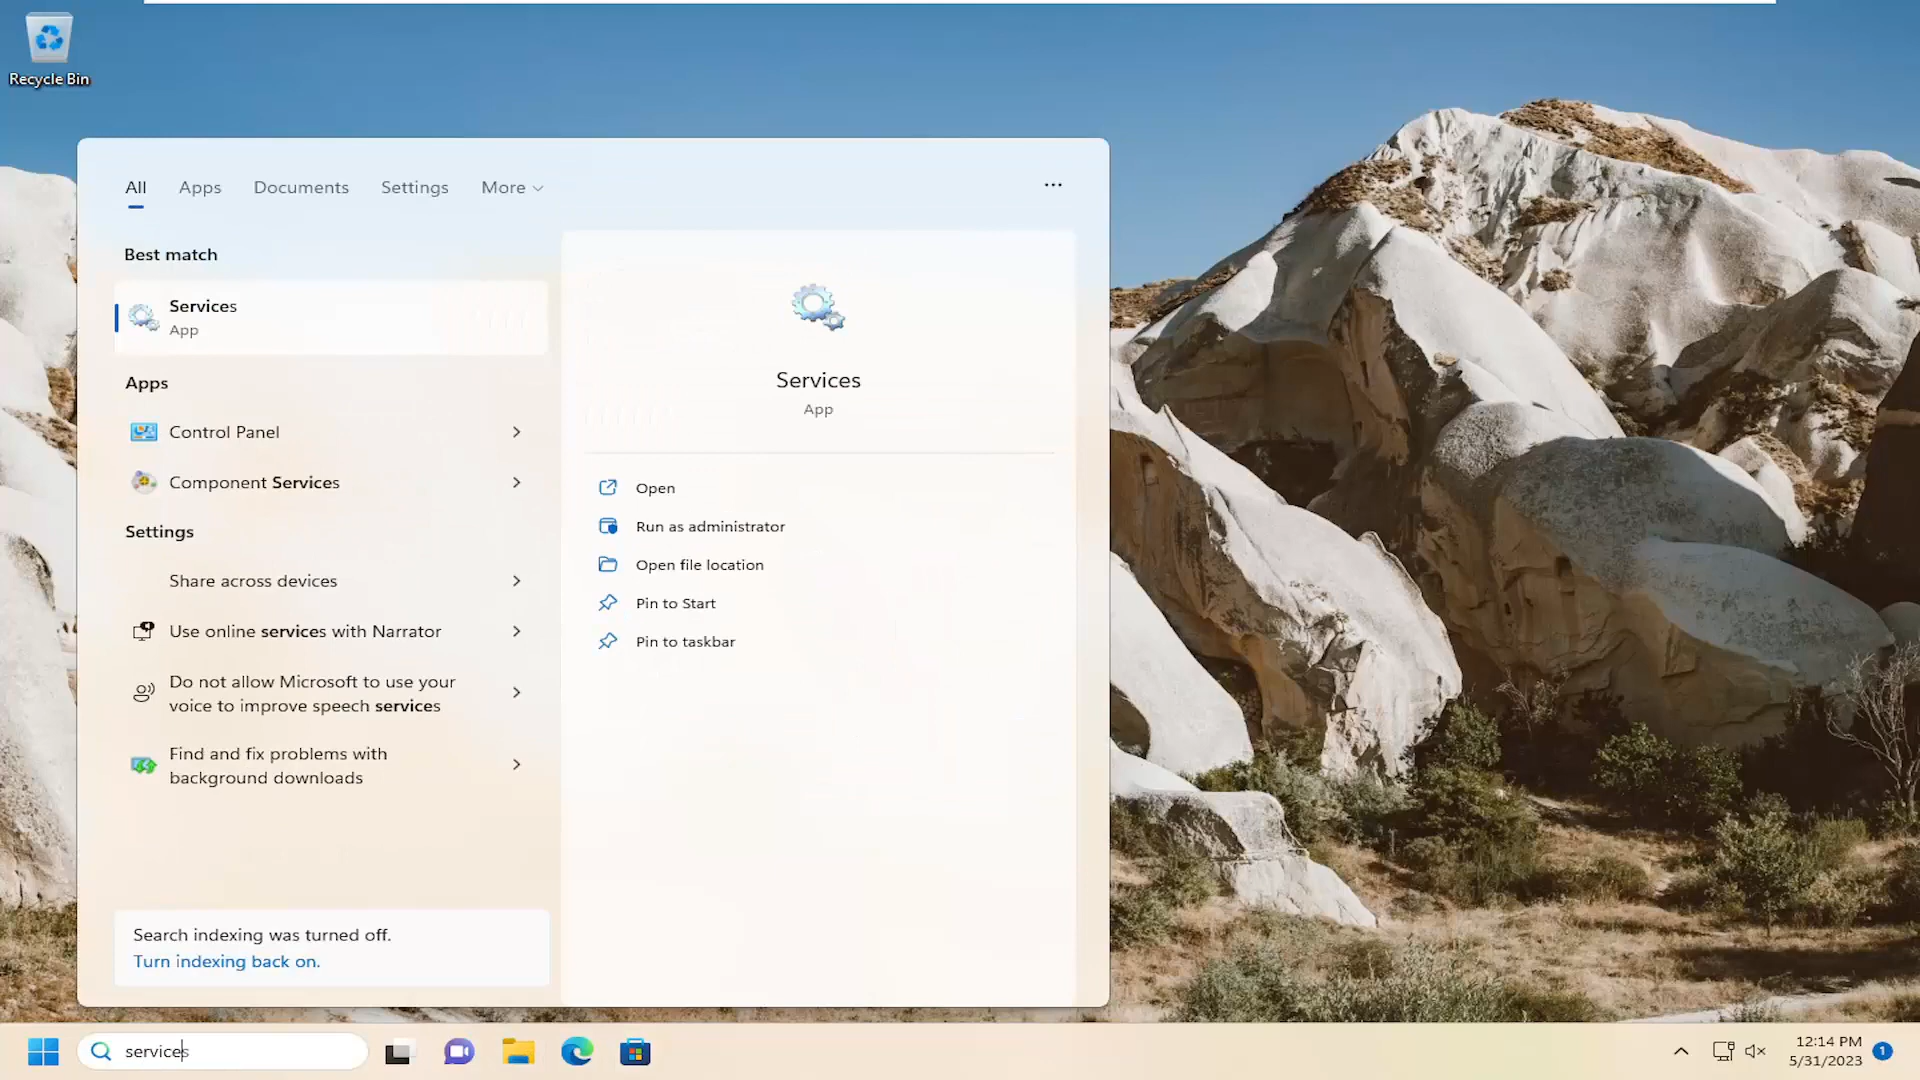 Recycle Bin
All Apps Documents Settings More
Best match
Services
App
Apps
Control Panel
Component Services
Settings
Share across devices
Use online services with Narrator
Do not allow Microsoft to use your
voice to improve speech services
Find and fix problems with
background downloads
Search indexing was turned off.
Turn indexing back on.
Services
App
Open
Run as administrator
Open file location
Pin to Start
Pin to taskbar
services
12:14 PM
5/31/2023
1